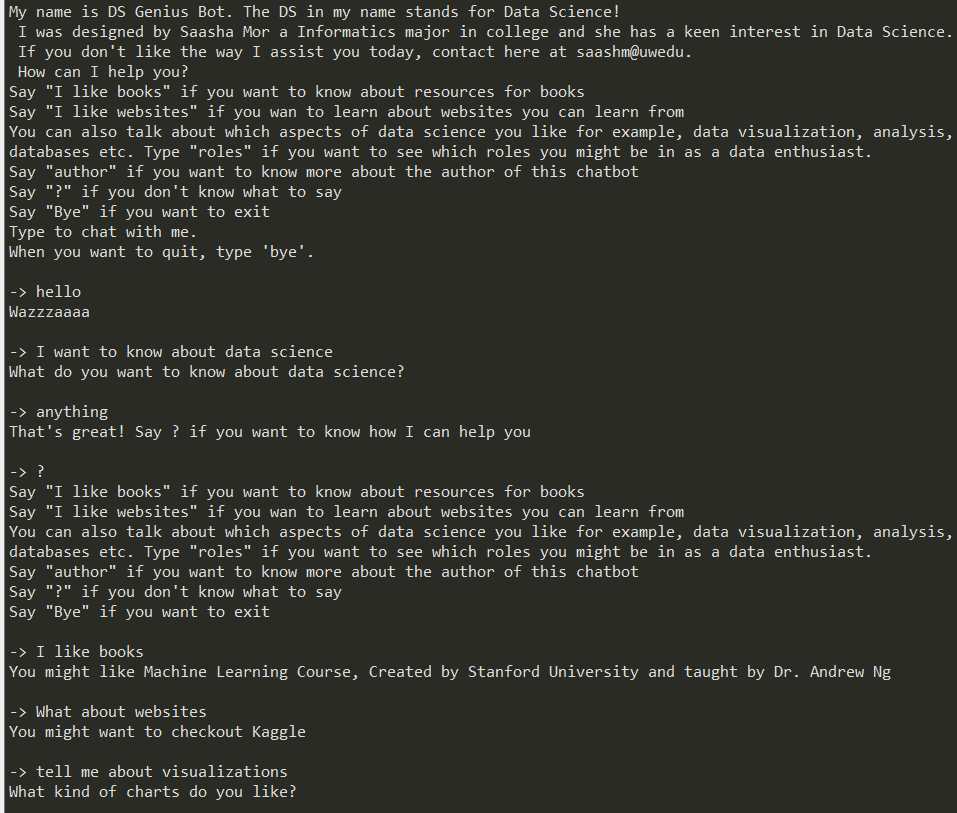 My name is DS Genius Bot. The DS in my name stands for Data Science!
I was designed by Saasha Mor a Informatics major in college and she has a keen interest in Data Science.
If you don't like the way I assist you today, contact here at saashm@uwedu.
How can I help you?
Say "I like books" if you want to know about resources for books
Say "I like websites" if you wan to learn about websites you can learn from
You can also talk about which aspects of data science you like for example, data visualization, analysis,
databases etc. Type "roles" if you want to see which roles you might be in as a data enthusiast.
Say "author" if you want to know more about the author of this chatbot
Say "?" if you don't know what to say
Say "Bye" if you want to exit
Type to chat with me.
When you want to quit, type 'bye'.
-> hello
Wazzzaaaa
-> I want to know about data science
What do you want to know about data science?
-> anything
That's great! Say ? if you want to know how I can help you
-> ?
Say "I like books" if you want to know about resources for books
Say "I like websites" if you wan to learn about websites you can learn from
You can also talk about which aspects of data science you like for example, data visualization, analysis,
databases etc. Type "roles" if you want to see which roles you might be in as a data enthusiast.
Say "author" if you want to know more about the author of this chatbot
Say "?" if you don't know what to say
Say "Bye" if you want to exit
-> I like books
You might like Machine Learning Course, Created by Stanford University and taught by Dr. Andrew Ng
-> What about websites
You might want to checkout Kaggle
-> tell me about visualizations
What kind of charts do you like?